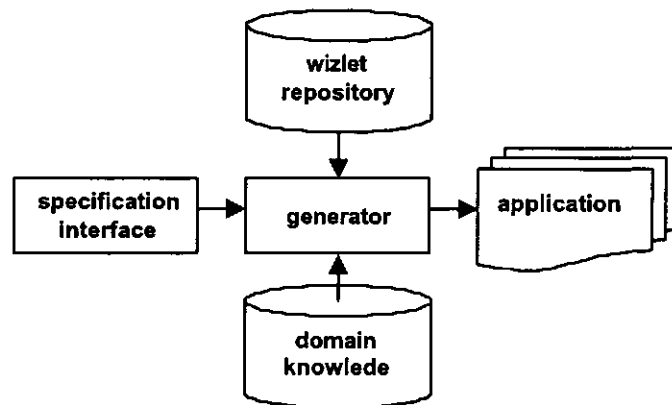 wizlet
repository
specification
interface
generator
application
domain
knowlede